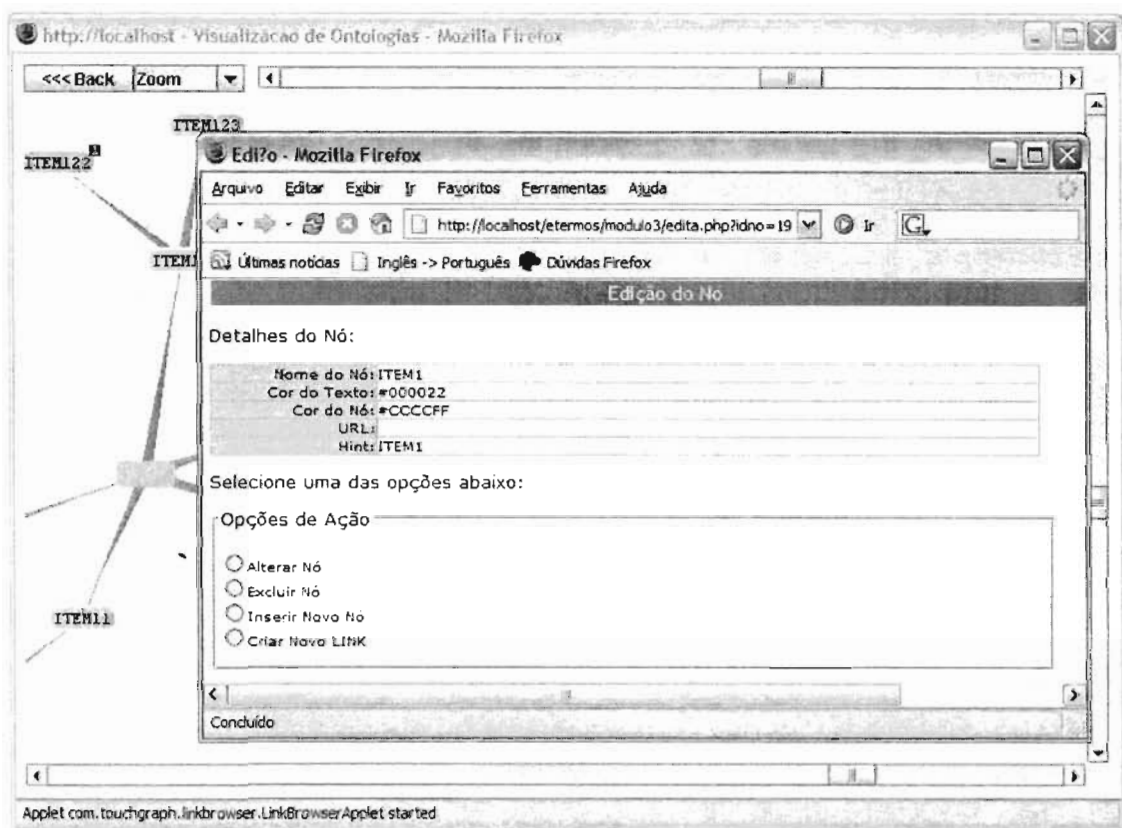 http://localhost - Visualizacao de Ontologias - Mozilla Firefox
<<< Back Zoom
ITEM123
ITEM122
ITEM1
ITEM11
Edi?o - Mozilla Firefox
Arquivo Editar Exibir Ir Favoritos Ferramentas Ajuda
http://localhost/etermos/modulo3/edita.php?idno=19 Ir G
Últimas notícias Inglês -> Português Dúvidas Firefox
Edição do Nó
Detalhes do Nó:
Nome do Nó: ITEM1
Cor do Texto: #000022
Cor do Nó: #CCCCFF
URL:
Hint: ITEM1
Selecione uma das opções abaixo:
Opções de Ação
Alterar Nó
Excluir Nó
Inserir Novo Nó
Criar Novo LINK
Concluído
Applet com.touchgraph.linkbrowser.LinkBrowserApplet started